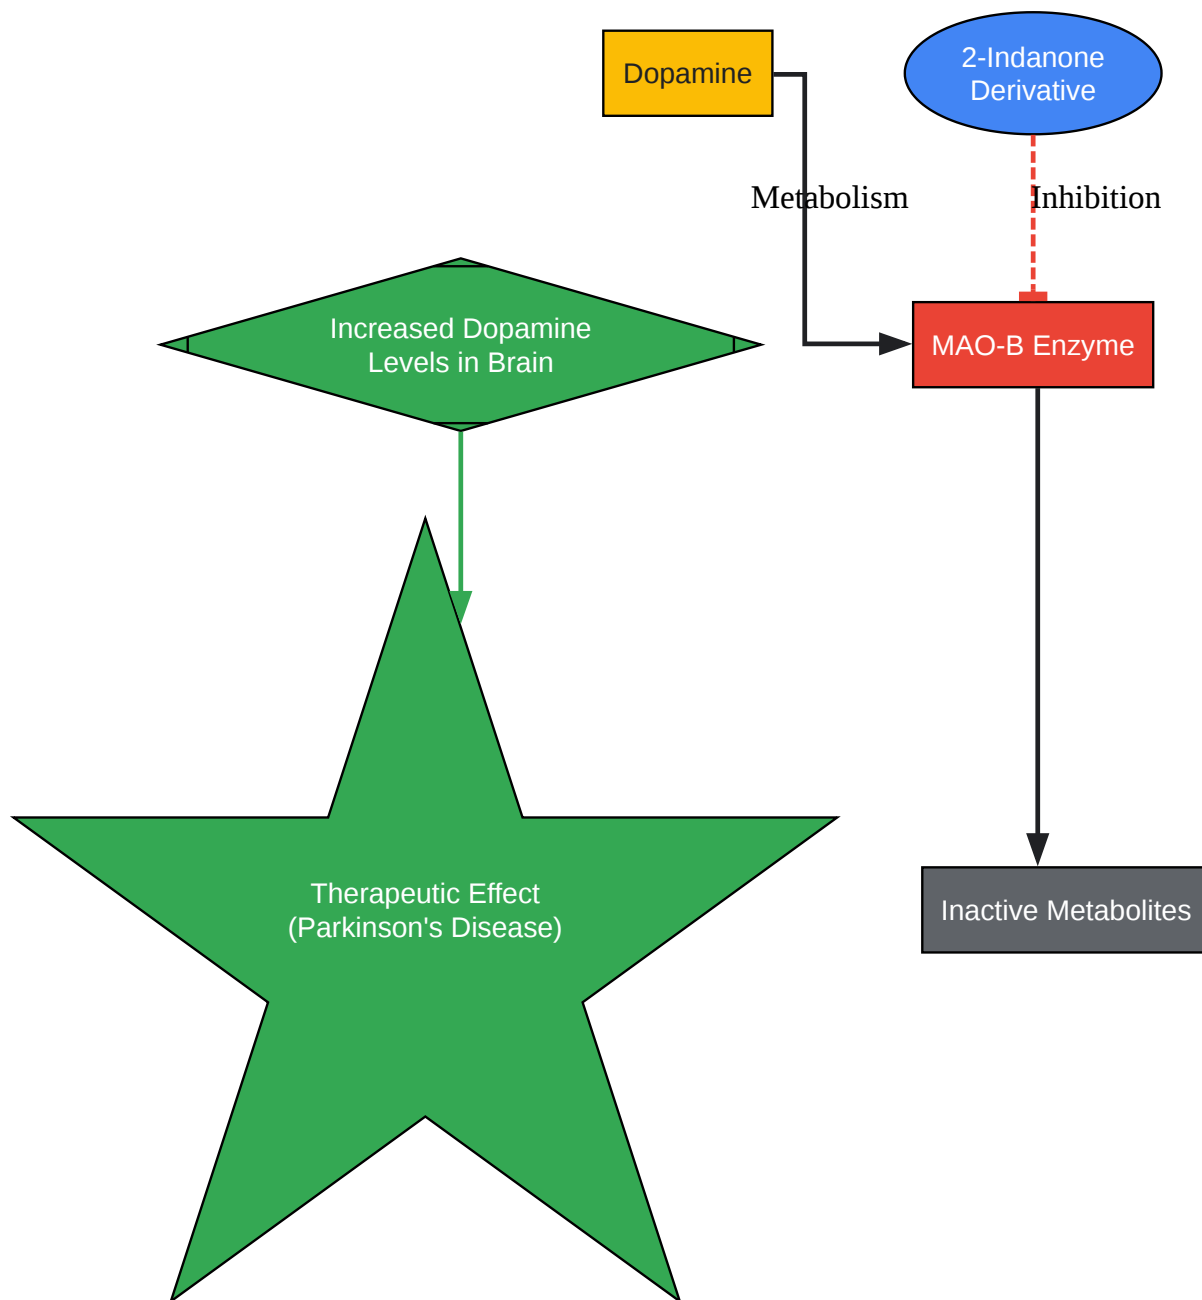 Dopamine
2-Indanone
Derivative
Metabolism
Inhibition
Increased Dopamine
Levels in Brain
MAO-B Enzyme
Therapeutic Effect
(Parkinson's Disease)
Inactive Metabolites